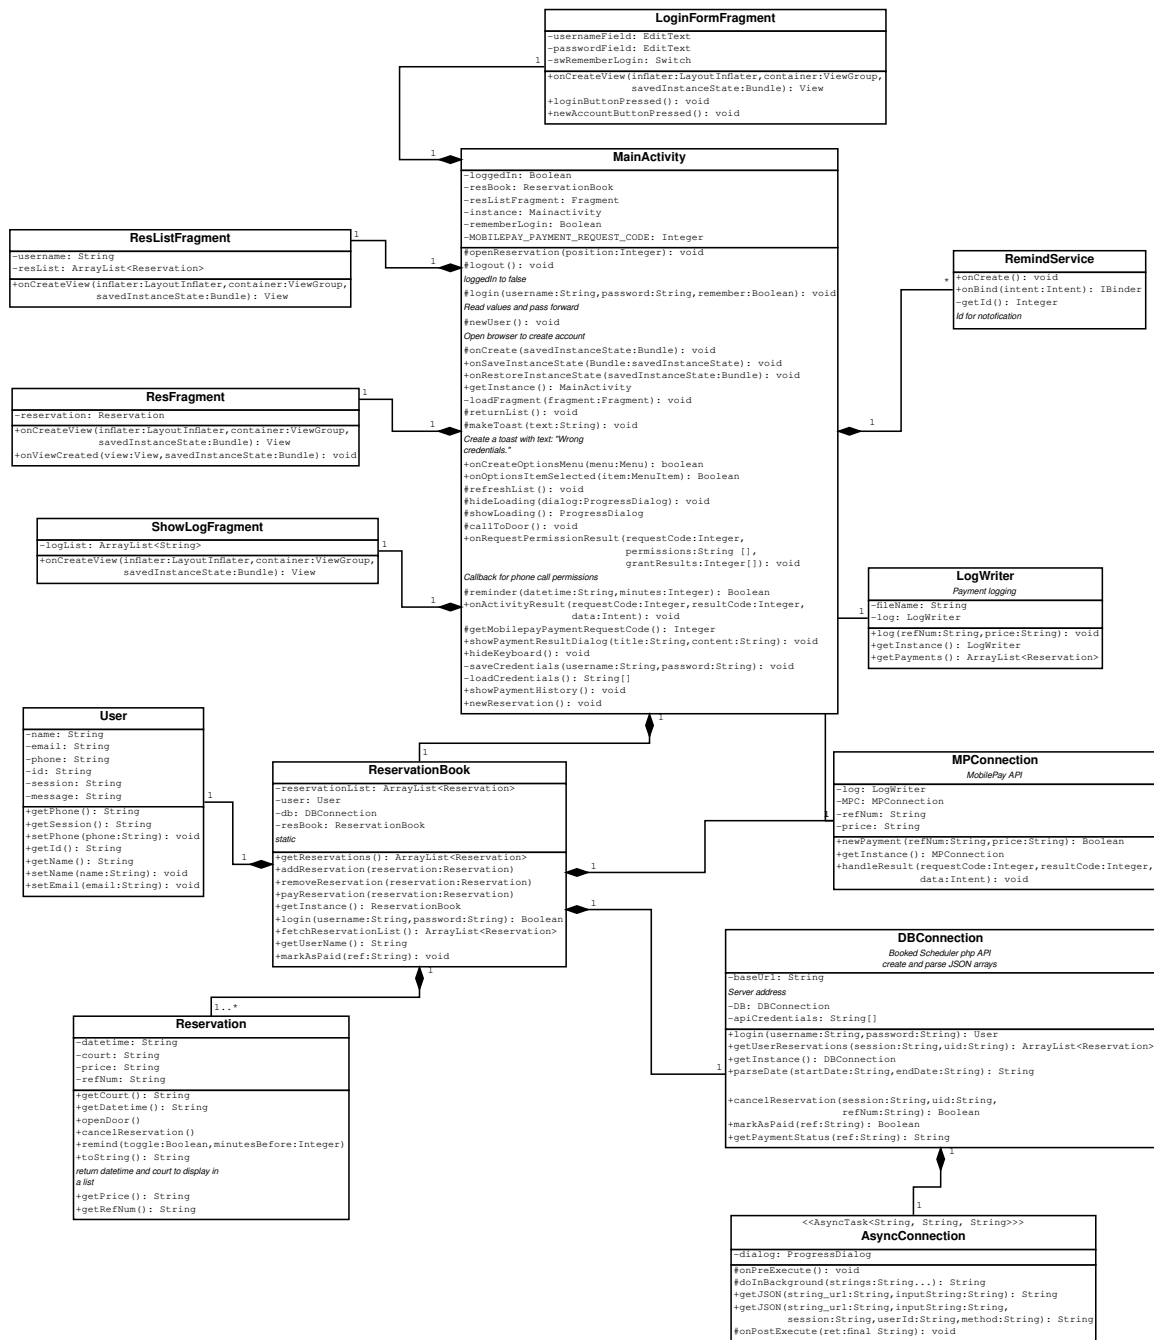 LoginFormFragment
-usernameField: EditText
-passwordField: EditText
-swRememberLogin: Switch
+onCreateView(inflater:LayoutInflater,container:ViewGroup,
savedInstanceState:Bundle): View
+loginButtonPressed(): void
+newAccountButtonPressed(): void
1
1
MainActivity
-loggedIn: Boolean
-resBook: ReservationBook
-resListFragment: Fragment
-instance: Mainactivity
-rememberLogin: Boolean
-MOBILEPAY_PAYMENT_REQUEST_CODE: Integer
#openReservation(position:Integer): void
#logout(): void
loggedIn to false
#login(username:String,password:String,remember:Boolean): void
Read values and pass forward
#newUser(): void
Open browser to create account
#onCreate(savedInstanceState:Bundle): void
+onSaveInstanceState(Bundle:savedInstanceState): void
+onRestoreInstanceState(savedInstanceState:Bundle): void
+getInstance(): MainActivity
-loadFragment(fragment:Fragment): void
#returnList(): void
#makeToast(text:String): void
Create a toast with text: "Wrong
credentials."
+onCreateOptionsMenu(menu:Menu): boolean
+onOptionsItemSelected(item:MenuItem): Boolean
#refreshList(): void
#hideLoading(dialog:ProgressDialog): void
#showLoading(): ProgressDialog
#callToDoor(): void
+onRequestPermissionResult(requestCode:Integer,
permissions:String [],
grantResults:Integer[]): void
Callback for phone call permissions
#reminder(datetime:String,minutes:Integer): Boolean
+onActivityResult(requestCode:Integer,resultCode:Integer,
data:Intent): void
#getMobilepayPaymentRequestCode(): Integer
+showPaymentResultDialog(title:String,content:String): void
+hideKeyboard(): void
-saveCredentials(username:String,password:String): void
-loadCredentials(): String[]
+showPaymentHistory(): void
+newReservation(): void
ResListFragment
-username: String
-resList: ArrayList<Reservation>
+onCreateView(inflater:LayoutInflater,container:ViewGroup,
savedInstanceState:Bundle): View
1
1
RemindService
+onCreate(): void
+onBind(intent:Intent): IBinder
-getId(): Integer
Id for notofication
*
1
ResFragment
-reservation: Reservation
+onCreateView(inflater:LayoutInflater,container:ViewGroup,
savedInstanceState:Bundle): View
+onViewCreated(view:View,savedInstanceState:Bundle): void
1
1
ShowLogFragment
-logList: ArrayList<String>
+onCreateView(inflater:LayoutInflater,container:ViewGroup,
savedInstanceState:Bundle): View
1
1
LogWriter
Payment logging
-fileName: String
-log: LogWriter
+log(refNum:String,price:String): void
+getInstance(): LogWriter
+getPayments(): ArrayList<Reservation>
1
User
-name: String
-email: String
-phone: String
-id: String
-session: String
-message: String
+getPhone(): String
+getSession(): String
+setPhone(phone:String): void
+getId(): String
+getName(): String
+setName(name:String): void
+setEmail(email:String): void
1
1
1
1
ReservationBook
-reservationList: ArrayList<Reservation>
-user: User
-db: DBConnection
-resBook: ReservationBook
static
+getReservations(): ArrayList<Reservation>
+addReservation(reservation:Reservation)
+removeReservation(reservation:Reservation)
+payReservation(reservation:Reservation)
+getInstance(): ReservationBook
+login(username:String,password:String): Boolean
+fetchReservationList(): ArrayList<Reservation>
+getUserName(): String
+markAsPaid(ref:String): void
MPConnection
MobilePay API
-log: LogWriter
-MPC: MPConnection
-refNum: String
-price: String
+newPayment(refNum:String,price:String): Boolean
+getInstance(): MPConnection
+handleResult(requestCode:Integer,resultCode:Integer,
data:Intent): void
1
1
1
1
DBConnection
Booked Scheduler php API
create and parse JSON arrays
-baseUrl: String
Server address
-DB: DBConnection
-apiCredentials: String[]
+login(username:String,password:String): User
+getUserReservations(session:String,uid:String): ArrayList<Reservation>
+getInstance(): DBConnection
+parseDate(startDate:String,endDate:String): String
+cancelReservation(session:String,uid:String,
refNum:String): Boolean
+markAsPaid(ref:String): Boolean
+getPaymentStatus(ref:String): String
1
1..*
Reservation
-datetime: String
-court: String
-price: String
-refNum: String
+getCourt(): String
+getDatetime(): String
+openDoor()
+cancelReservation()
+remind(toggle:Boolean,minutesBefore:Integer)
+toString(): String
return datetime and court to display in
a list
+getPrice(): String
+getRefNum(): String
1
1
<<AsyncTask<String, String, String>>>
AsyncConnection
-dialog: ProgressDialog
#onPreExecute(): void
#doInBackground(strings:String...): String
+getJSON(string_url:String,inputString:String): String
+getJSON(string_url:String,inputString:String,
session:String,userId:String,method:String): String
#onPostExecute(ret:final String): void